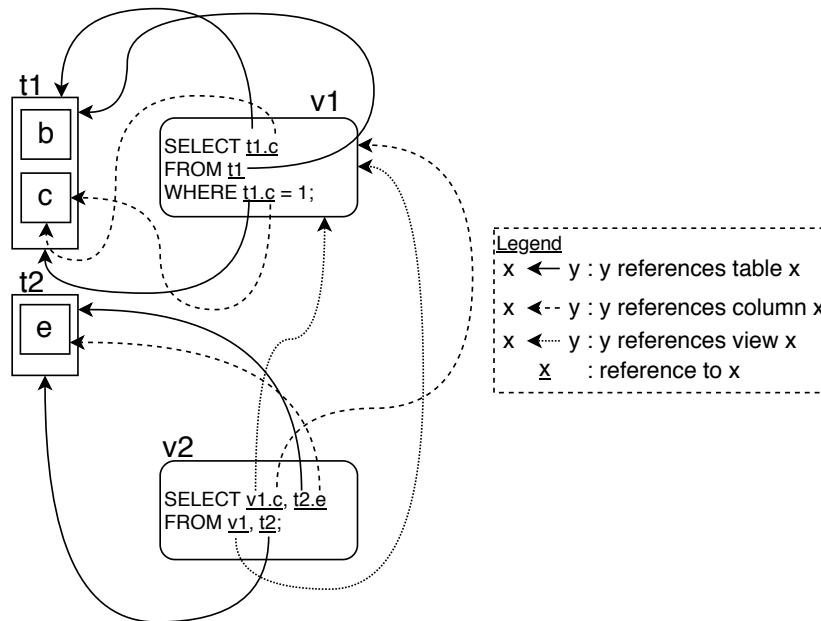 t1
b
c
v1
SELECT t1.c
FROM t1
WHERE t1.c = 1;
t2
e
v2
SELECT v1.c, t2.e
FROM v1, t2;
Legend
x y : y references table x
x y : y references column x
x y : y references view x
x : reference to x